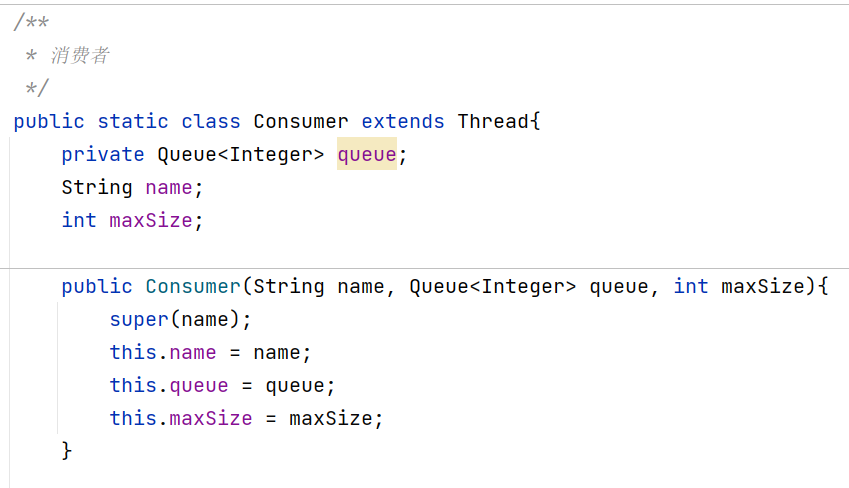 /**
 * 消费者
 */
public static class Consumer extends Thread{
    private Queue<Integer> queue;
    String name;
    int maxSize;

    public Consumer(String name, Queue<Integer> queue, int maxSize){
        super(name);
        this.name = name;
        this.queue = queue;
        this.maxSize = maxSize;
    }